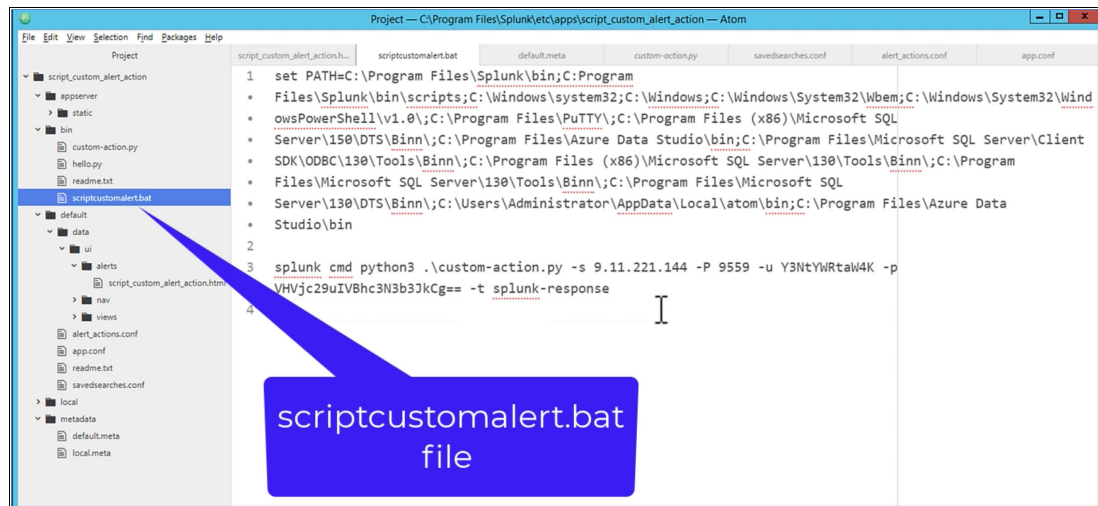 Project — C:\Program Files\Splunk\etc\apps\script_custom_alert_action — Atom
File Edit View Selection Find Packages Help
Project
script_custom_alert_action.h... scriptcustomalert.bat default.meta custom-action.py savedsearches.conf alert_actions.conf app.conf
script_custom_alert_action
appserver
static
bin
custom-action.py
hello.py
readme.txt
scriptcustomalert.bat
default
data
ui
alerts
script_custom_alert_action.html
nav
views
alert_actions.conf
app.conf
readme.txt
savedsearches.conf
local
metadata
default.meta
local.meta
1 set PATH=C:\Program Files\Splunk\bin;C:Program
Files\Splunk\bin\scripts;C:\Windows\system32;C:\Windows;C:\Windows\System32\Wbem;C:\Windows\System32\Wind
owsPowerShell\v1.0\;C:\Program Files\PuTTY\;C:\Program Files (x86)\Microsoft SQL
Server\150\DTS\Binn\;C:\Program Files\Azure Data Studio\bin;C:\Program Files\Microsoft SQL Server\Client
SDK\ODBC\130\Tools\Binn\;C:\Program Files (x86)\Microsoft SQL Server\130\Tools\Binn\;C:\Program
Files\Microsoft SQL Server\130\Tools\Binn\;C:\Program Files\Microsoft SQL
Server\130\DTS\Binn\;C:\Users\Administrator\AppData\Local\atom\bin;C:\Program Files\Azure Data
Studio\bin
2
3 splunk cmd python3 .\custom-action.py -s 9.11.221.144 -P 9559 -u Y3NtYWRtaW4K -p
VHVjc29uIVBhc3N3b3JkCg== -t splunk-response
4
scriptcustomalert.bat
file